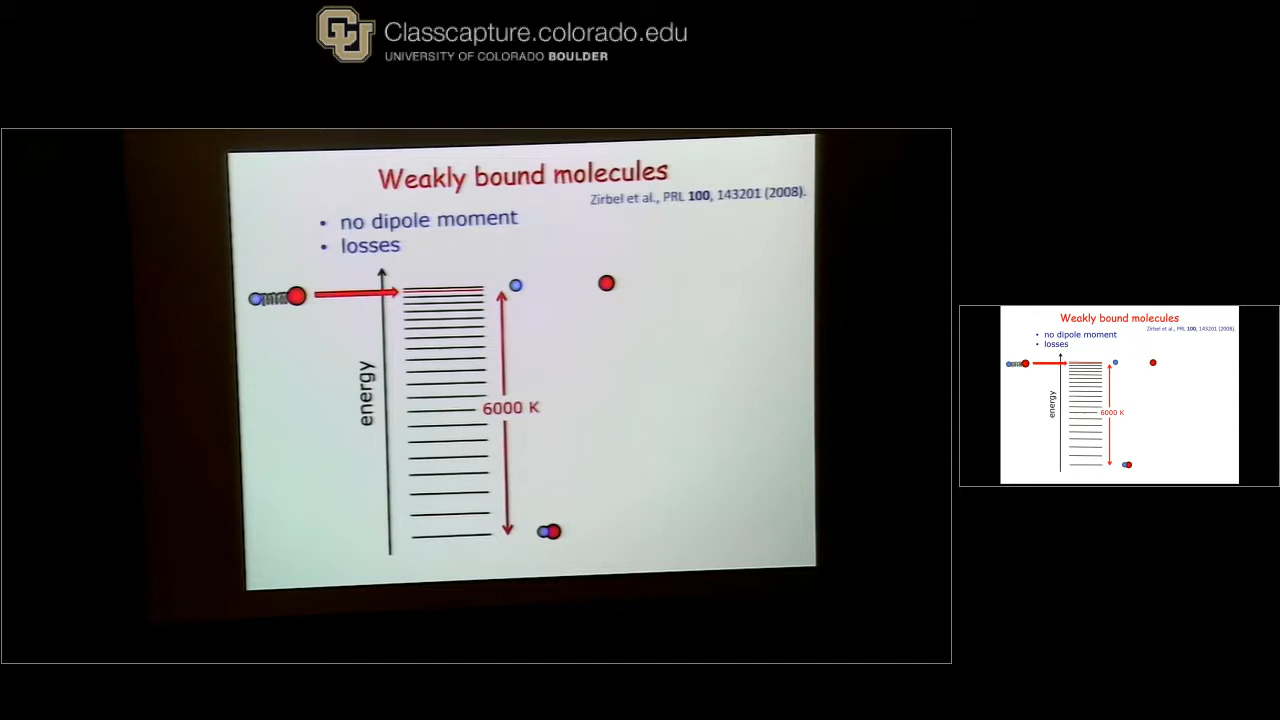 Classcapture.colorado.edu
UNIVERSITY OF COLORADO BOULDER
Weakly bound molecules
Zirbel et al., PRL 100, 143201 (2008).
• no dipole moment
• losses
energy
6000 K
Weakly bound molecules
Zirbel et al., PRL 100, 143201 (2008).
• no dipole moment
• losses
energy
6000 K